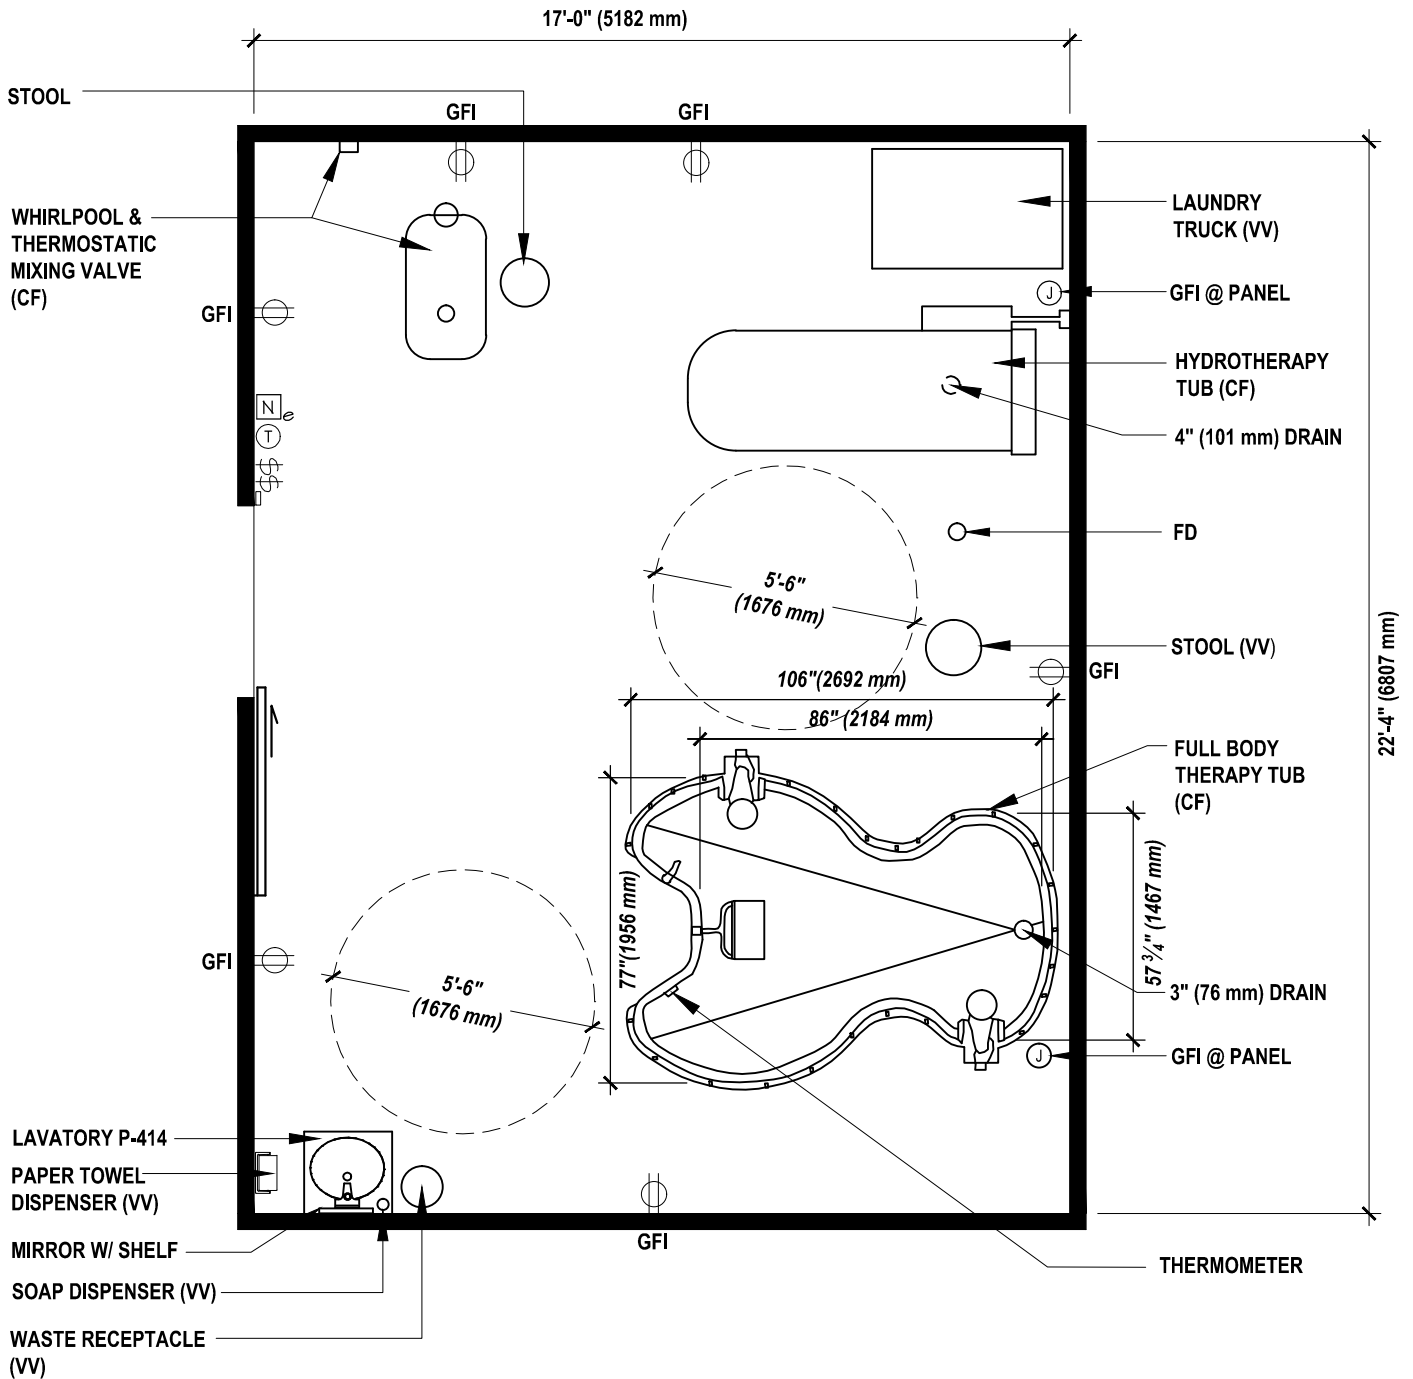 17'-0" (5182 mm)
STOOL
GFI
GFI
WHIRLPOOL &
THERMOSTATIC
MIXING VALVE
(CF)
LAUNDRY
TRUCK (VV)
GFI
J
GFI @ PANEL
HYDROTHERAPY
TUB (CF)
N e
T
4" (101 mm) DRAIN
FD
5'-6"
(1676 mm)
STOOL (VV)
GFI
22'-4" (6807 mm)
106"(2692 mm)
86" (2184 mm)
FULL BODY
THERAPY TUB
(CF)
77"(1956 mm)
57 3/4" (1467 mm)
GFI
5'-6"
(1676 mm)
3" (76 mm) DRAIN
J
GFI @ PANEL
LAVATORY P-414
PAPER TOWEL
DISPENSER (VV)
MIRROR W/ SHELF
GFI
THERMOMETER
SOAP DISPENSER (VV)
WASTE RECEPTACLE
(VV)